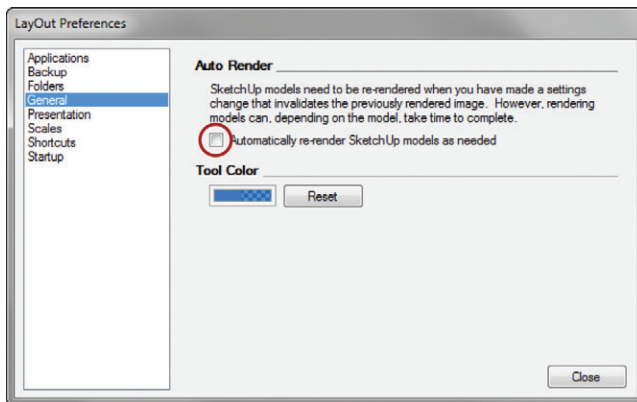 LayOut Preferences
Applications
Backup
Folders
General
Presentation
Scales
Shortcuts
Startup
Auto Render
SketchUp models need to be re-rendered when you have made a settings
change that invalidates the previously rendered image. However, rendering
models can, depending on the model, take time to complete.
Automatically re-render SketchUp models as needed
Tool Color
Reset
Close